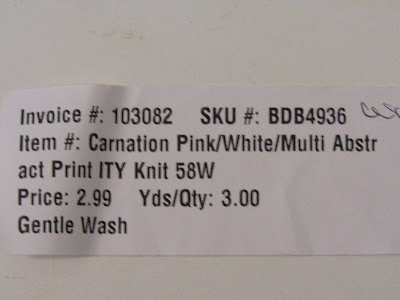 Invoice #: 103082 SKU #: BDB4936
Item #: Carnation Pink/White/Multi Abstr
act Print ITY Knit 58W
Price: 2.99 Yds/Qty: 3.00
Gentle Wash